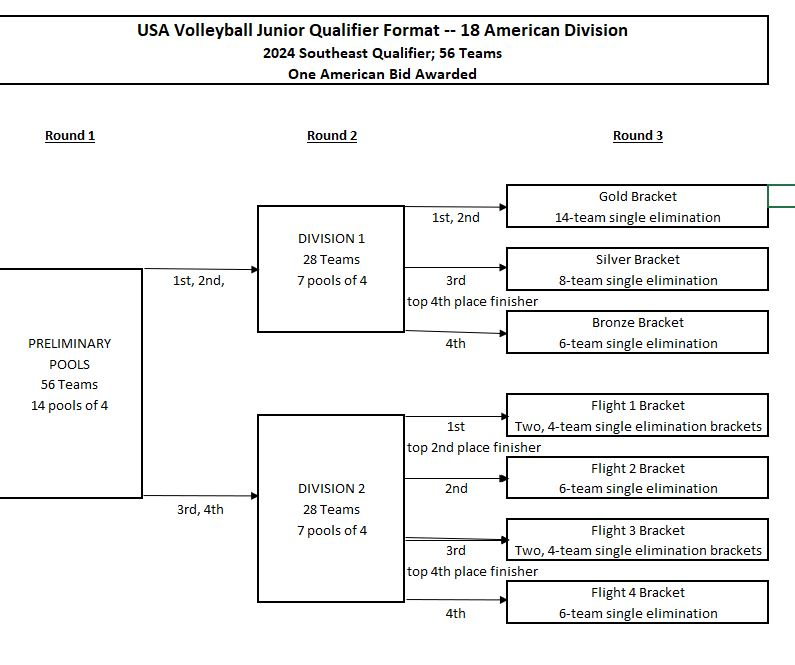 USA Volleyball Junior Qualifier Format -- 18 American Division
2024 Southeast Qualifier; 56 Teams
One American Bid Awarded
Round 1
Round 2
Round 3
PRELIMINARY
POOLS
56 Teams
14 pools of 4
1st, 2nd,
3rd, 4th
DIVISION 1
28 Teams
7 pools of 4
1st, 2nd
3rd
top 4th place finisher
4th
Gold Bracket
14-team single elimination
Silver Bracket
8-team single elimination
Bronze Bracket
6-team single elimination
DIVISION 2
28 Teams
7 pools of 4
1st
top 2nd place finisher
2nd
3rd
top 4th place finisher
4th
Flight 1 Bracket
Two, 4-team single elimination brackets
Flight 2 Bracket
6-team single elimination
Flight 3 Bracket
Two, 4-team single elimination brackets
Flight 4 Bracket
6-team single elimination